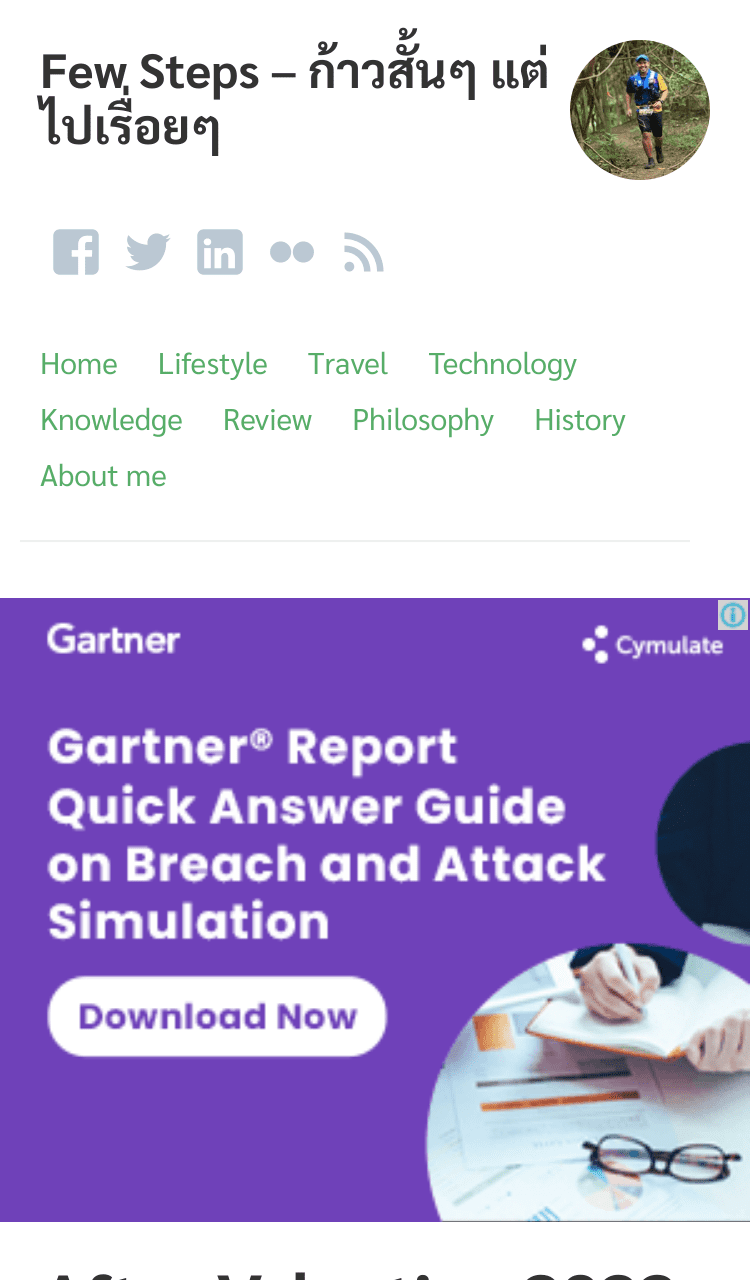 Few Steps – ก้าวสั้นๆ แต่
ไปเรื่อยๆ
Home Lifestyle Travel Technology
Knowledge Review Philosophy History
About me
Gartner
Cymulate
Gartner® Report
Quick Answer Guide
on Breach and Attack
Simulation
Download Now